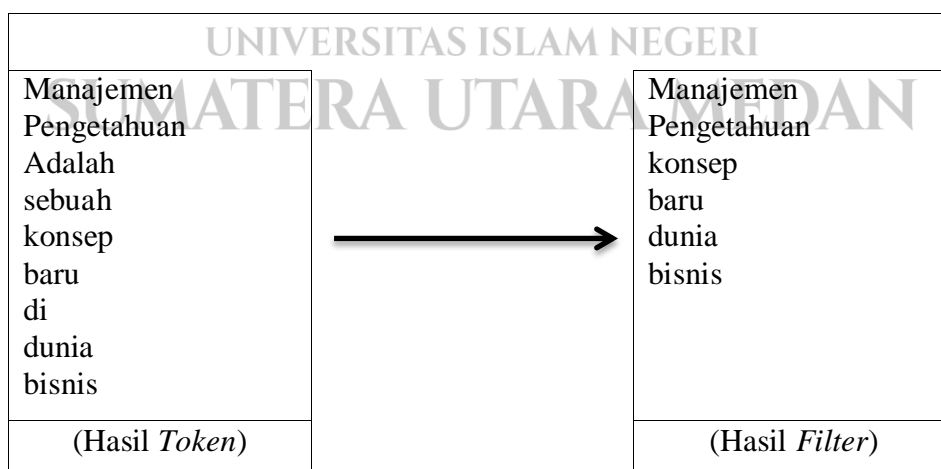 UNIVERSITAS ISLAM NEGERI
SUMATERA UTARA MEDAN
Manajemen
Pengetahuan
Adalah
sebuah
konsep
baru
di
dunia
bisnis
(Hasil Token)
Manajemen
Pengetahuan
konsep
baru
dunia
bisnis
(Hasil Filter)